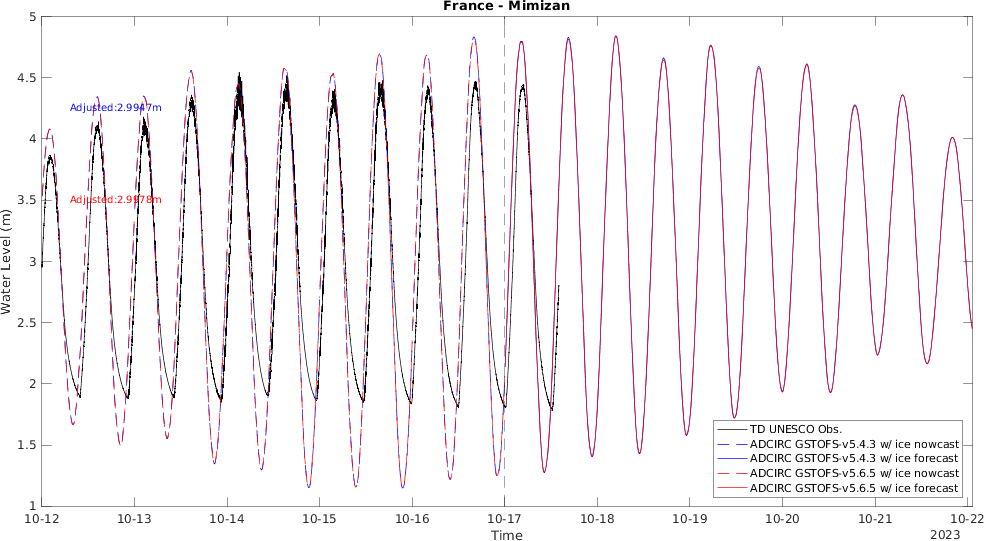 France - Mimizan
5
4.5
4
3.5
3
2.5
2
1.5
1
Water Level (m)
Adjusted:2.9947m
Adjusted:2.9978m
TD UNESCO Obs.
ADCIRC GSTOFS-v5.4.3 w/ ice nowcast
ADCIRC GSTOFS-v5.4.3 w/ ice forecast
ADCIRC GSTOFS-v5.6.5 w/ ice nowcast
ADCIRC GSTOFS-v5.6.5 w/ ice forecast
10-12 10-13 10-14 10-15 10-16 10-17 10-18 10-19 10-20 10-21 10-22
Time
2023